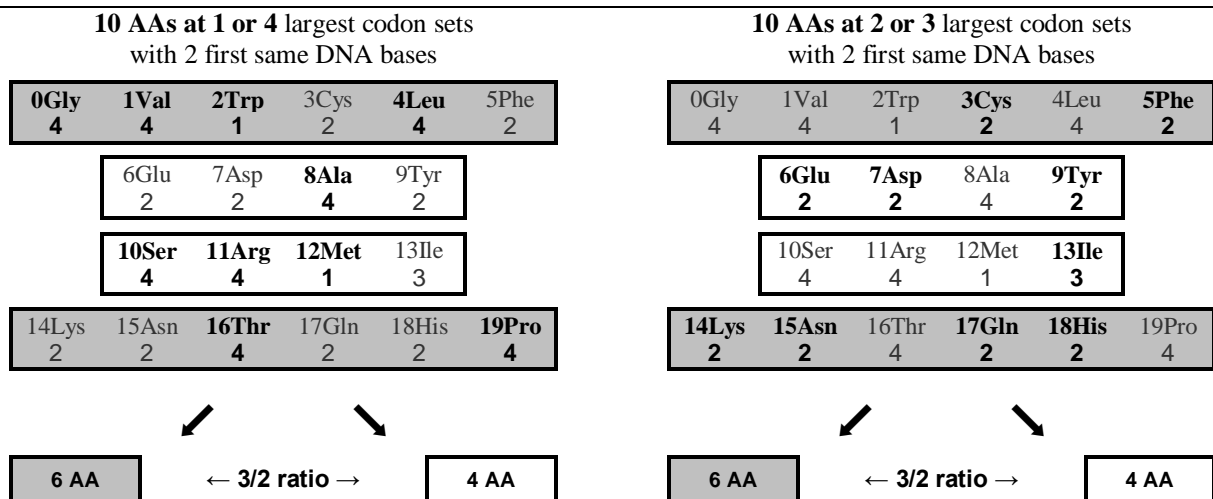 10 AAs at 1 or 4 largest codon sets
with 2 first same DNA bases
0Gly 1Val 2Trp 3Cys 4Leu 5Phe
4 4 1 2 4 2
6Glu 7Asp 8Ala 9Tyr
2 2 4 2
10Ser 11Arg 12Met 13Ile
4 4 1 3
14Lys 15Asn 16Thr 17Gln 18His 19Pro
2 2 4 2 2 4
6 AA ← 3/2 ratio → 4 AA
10 AAs at 2 or 3 largest codon sets
with 2 first same DNA bases
0Gly 1Val 2Trp 3Cys 4Leu 5Phe
4 4 1 2 4 2
6Glu 7Asp 8Ala 9Tyr
2 2 4 2
10Ser 11Arg 12Met 13Ile
4 4 1 3
14Lys 15Asn 16Thr 17Gln 18His 19Pro
2 2 4 2 2 4
6 AA ← 3/2 ratio → 4 AA